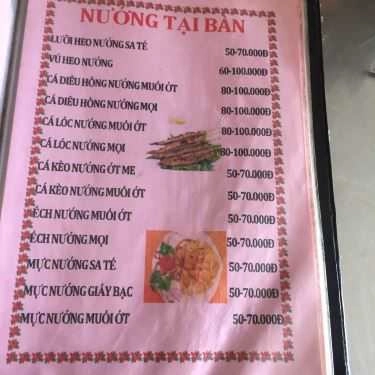 NƯỚNG TẠI BÀN
LƯỠI HEO NƯỚNG SA TẾ 50-70.000Đ
VÚ HEO NƯỚNG 60-100.000Đ
CÁ DIÊU HỒNG NƯỚNG MUỐI ỚT 80-100.000Đ
CÁ DIÊU HỒNG NƯỚNG MỌI 80-100.000Đ
CÁ LÓC NƯỚNG MUỐI ỚT 80-100.000Đ
CÁ LÓC NƯỚNG MỌI 80-100.000Đ
CÁ KÈO NƯỚNG ỚT ME 50-70.000Đ
CÁ KÈO NƯỚNG MUỐI ỚT 50-70.000Đ
ẾCH NƯỚNG MUỐI ỚT 50-70.000Đ
ẾCH NƯỚNG MỌI 50-70.000Đ
MỰC NƯỚNG SA TẾ 50-70.000Đ
MỰC NƯỚNG GIẤY BẠC 50-70.000Đ
MỰC NƯỚNG MUỐI ỚT 50-70.000Đ